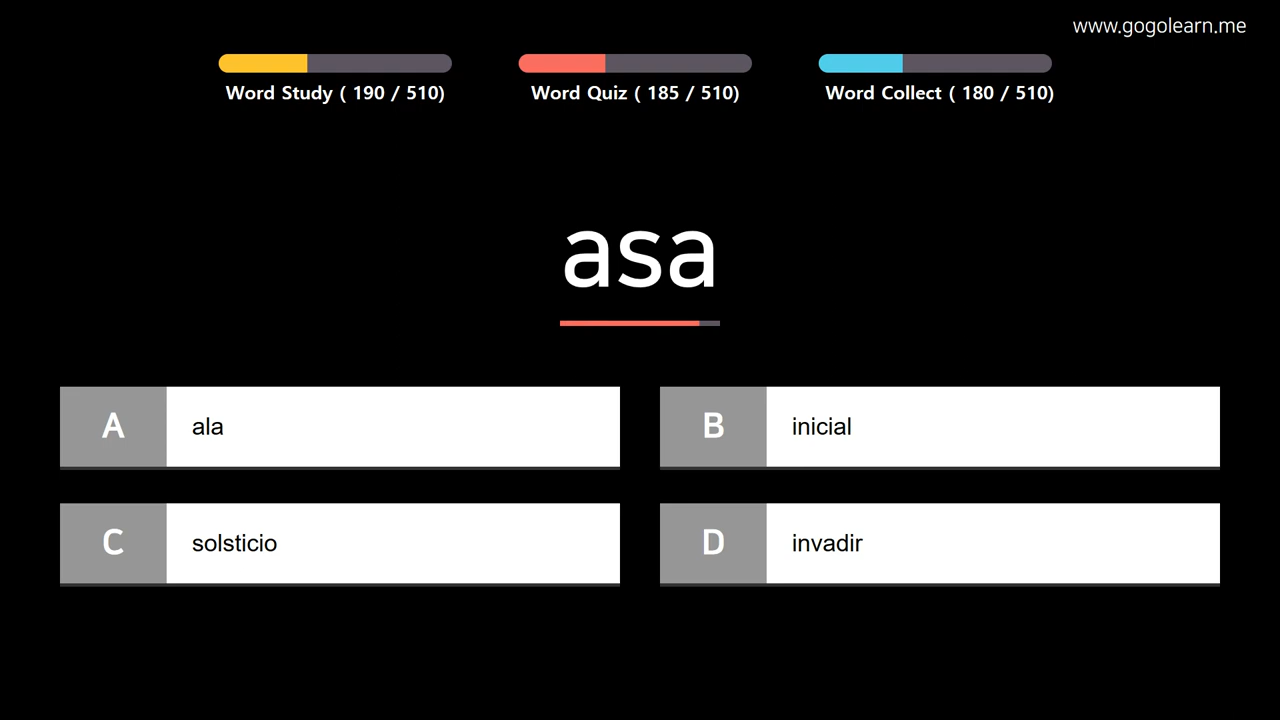 www.gogolearn.me
Word Study ( 190 / 510)
Word Quiz ( 185 / 510)
Word Collect ( 180 / 510)
asa
A
ala
B
inicial
C
solsticio
D
invadir